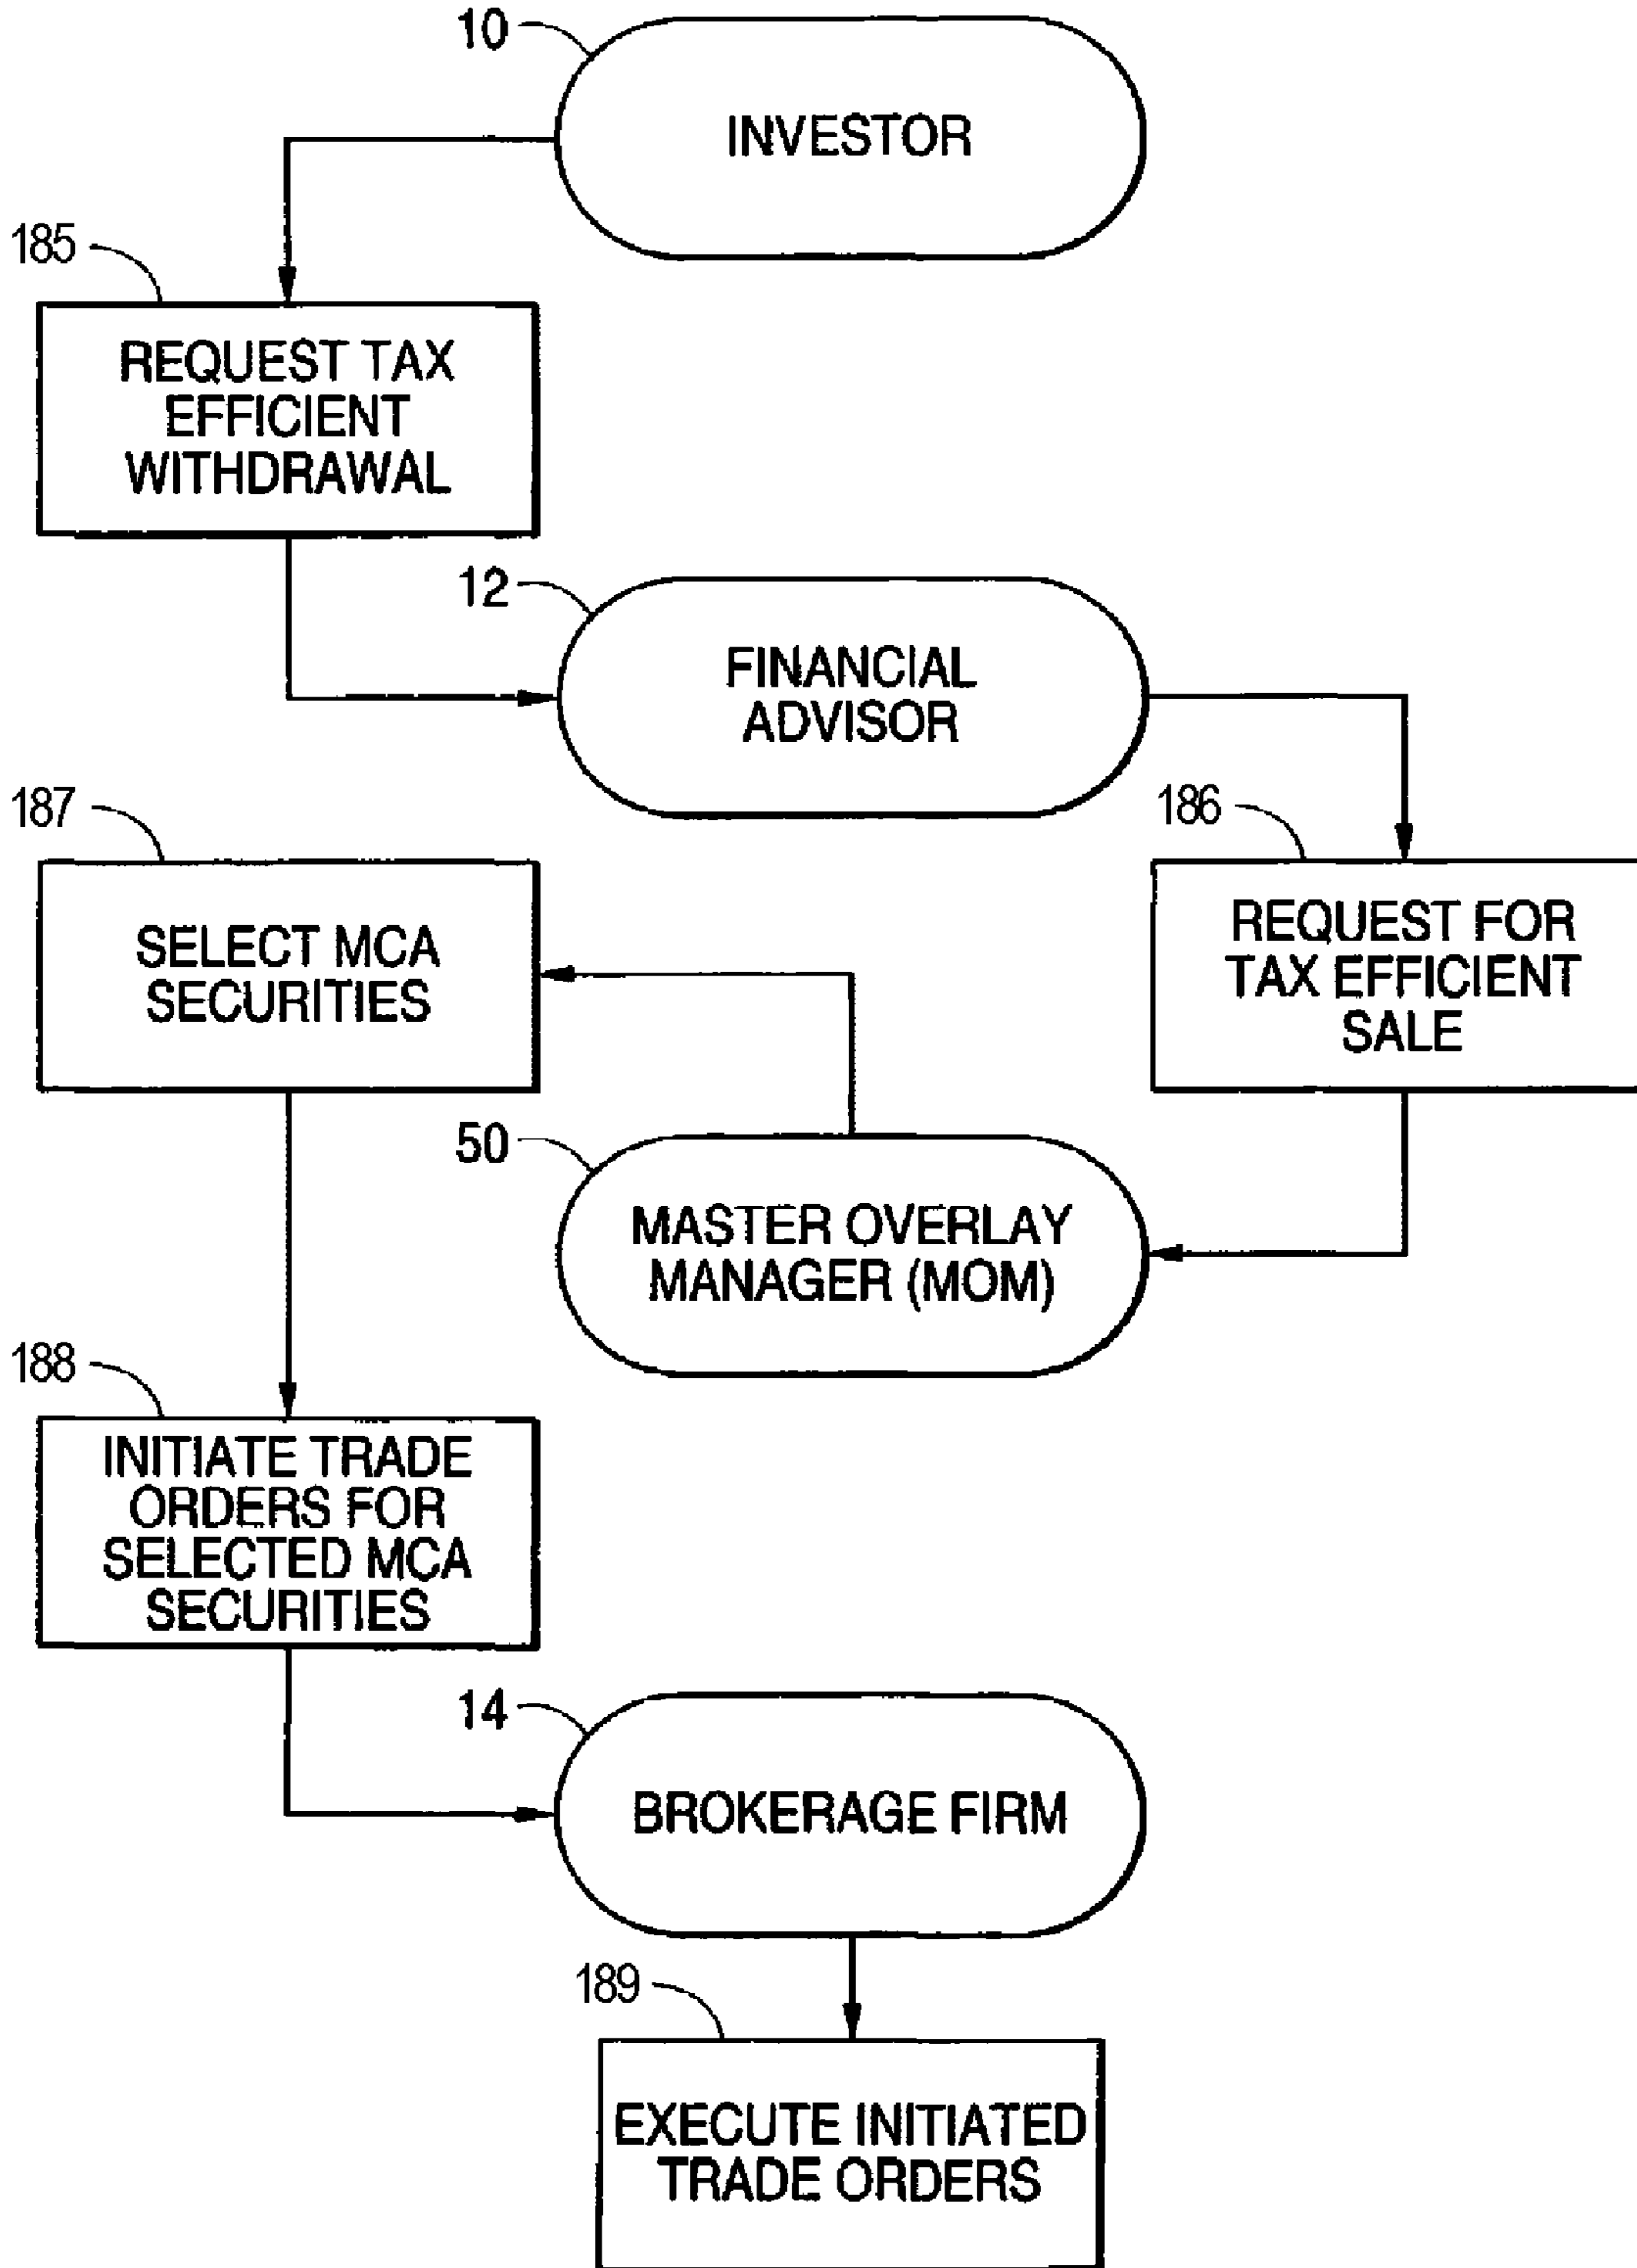 10
INVESTOR
185
REQUEST TAX
EFFICIENT
WITHDRAWAL
12
FINANCIAL
ADVISOR
186
REQUEST FOR
TAX EFFICIENT
SALE
187
SELECT MCA
SECURITIES
50
MASTER OVERLAY
MANAGER (MOM)
188
INITIATE TRADE
ORDERS FOR
SELECTED MCA
SECURITIES
14
BROKERAGE FIRM
189
EXECUTE INITIATED
TRADE ORDERS